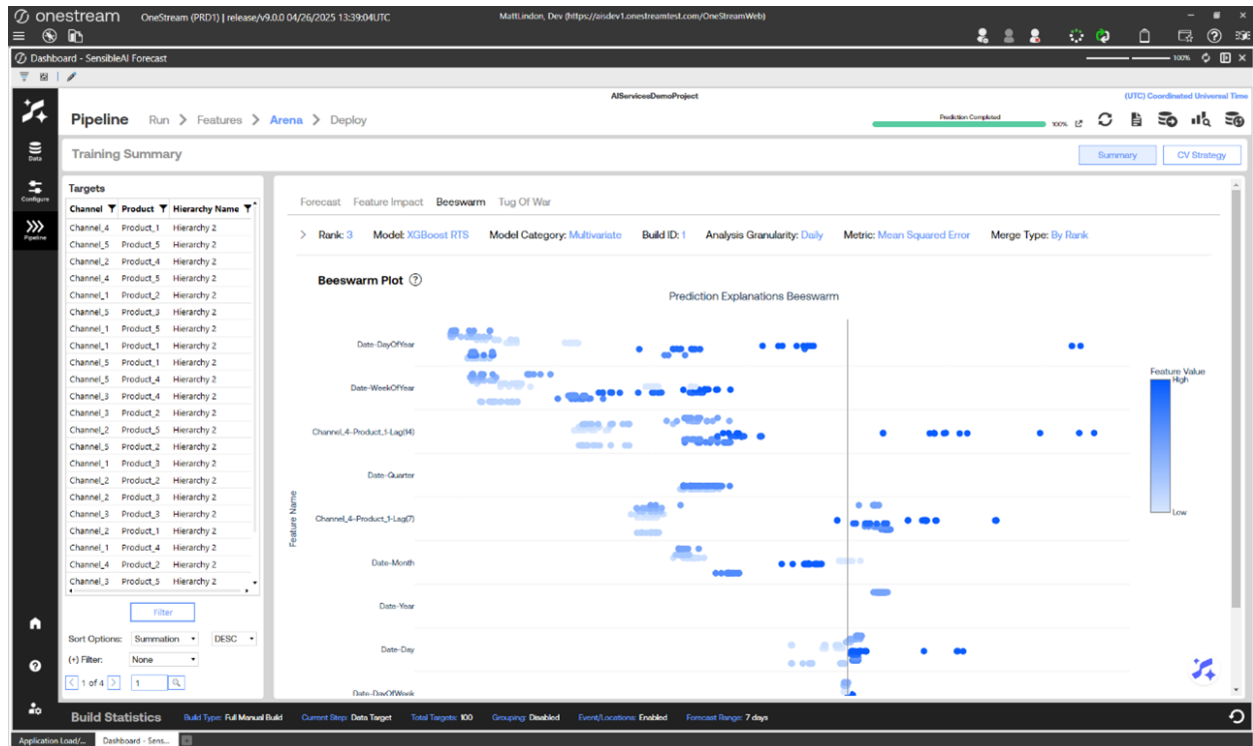 onestream OneStream (PRD1) | release/v9.0.0 04/26/2025 13:39:04UTC MattLindon, Dev (https://aisdev1.onestreamtest.com/OneStreamWeb)
Dashboard - SensibleAI Forecast 100%
AIServicesDemoProject (UTC) Coordinated Universal Time
Pipeline Run > Features > Arena > Deploy Prediction Completed 100%
Data
Training Summary Summary CV Strategy
Configure
Pipeline
Targets
Channel Product Hierarchy Name
Channel_4 Product_1 Hierarchy 2
Channel_5 Product_5 Hierarchy 2
Channel_2 Product_4 Hierarchy 2
Channel_4 Product_5 Hierarchy 2
Channel_1 Product_2 Hierarchy 2
Channel_5 Product_3 Hierarchy 2
Channel_1 Product_5 Hierarchy 2
Channel_1 Product_1 Hierarchy 2
Channel_5 Product_1 Hierarchy 2
Channel_5 Product_4 Hierarchy 2
Channel_3 Product_4 Hierarchy 2
Channel_3 Product_2 Hierarchy 2
Channel_2 Product_5 Hierarchy 2
Channel_5 Product_2 Hierarchy 2
Channel_1 Product_3 Hierarchy 2
Channel_2 Product_2 Hierarchy 2
Channel_2 Product_3 Hierarchy 2
Channel_3 Product_3 Hierarchy 2
Channel_2 Product_1 Hierarchy 2
Channel_1 Product_4 Hierarchy 2
Channel_4 Product_2 Hierarchy 2
Channel_3 Product_5 Hierarchy 2
Filter
Sort Options: Summation DESC
(+) Filter: None
< 1 of 4 > 1
Forecast Feature Impact Beeswarm Tug Of War
> Rank: 3 Model: XGBoost RTS Model Category: Multivariate Build ID: 1 Analysis Granularity: Daily Metric: Mean Squared Error Merge Type: By Rank
Beeswarm Plot
Prediction Explanations Beeswarm
Feature Name
Date-DayOfYear
Date-WeekOfYear
Channel_4-Product_1-Lag(14)
Date-Quarter
Channel_4-Product_1-Lag(7)
Date-Month
Date-Year
Date-Day
Date-DayOfWeek
Feature Value
High
Low
Build Statistics Build Type: Full Manual Build Current Step: Data Target Total Targets: 100 Grouping: Disabled Event/Locations: Enabled Forecast Range: 7 days
Application Load/... Dashboard - Sens...